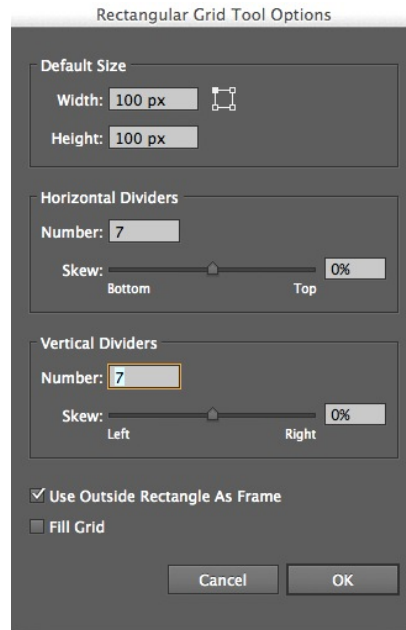 Rectangular Grid Tool Options
Default Size
Width: 100 px
Height: 100 px
Horizontal Dividers
Number: 7
Skew: 0%
Bottom Top
Vertical Dividers
Number: 7
Skew: 0%
Left Right
Use Outside Rectangle As Frame
Fill Grid
Cancel OK